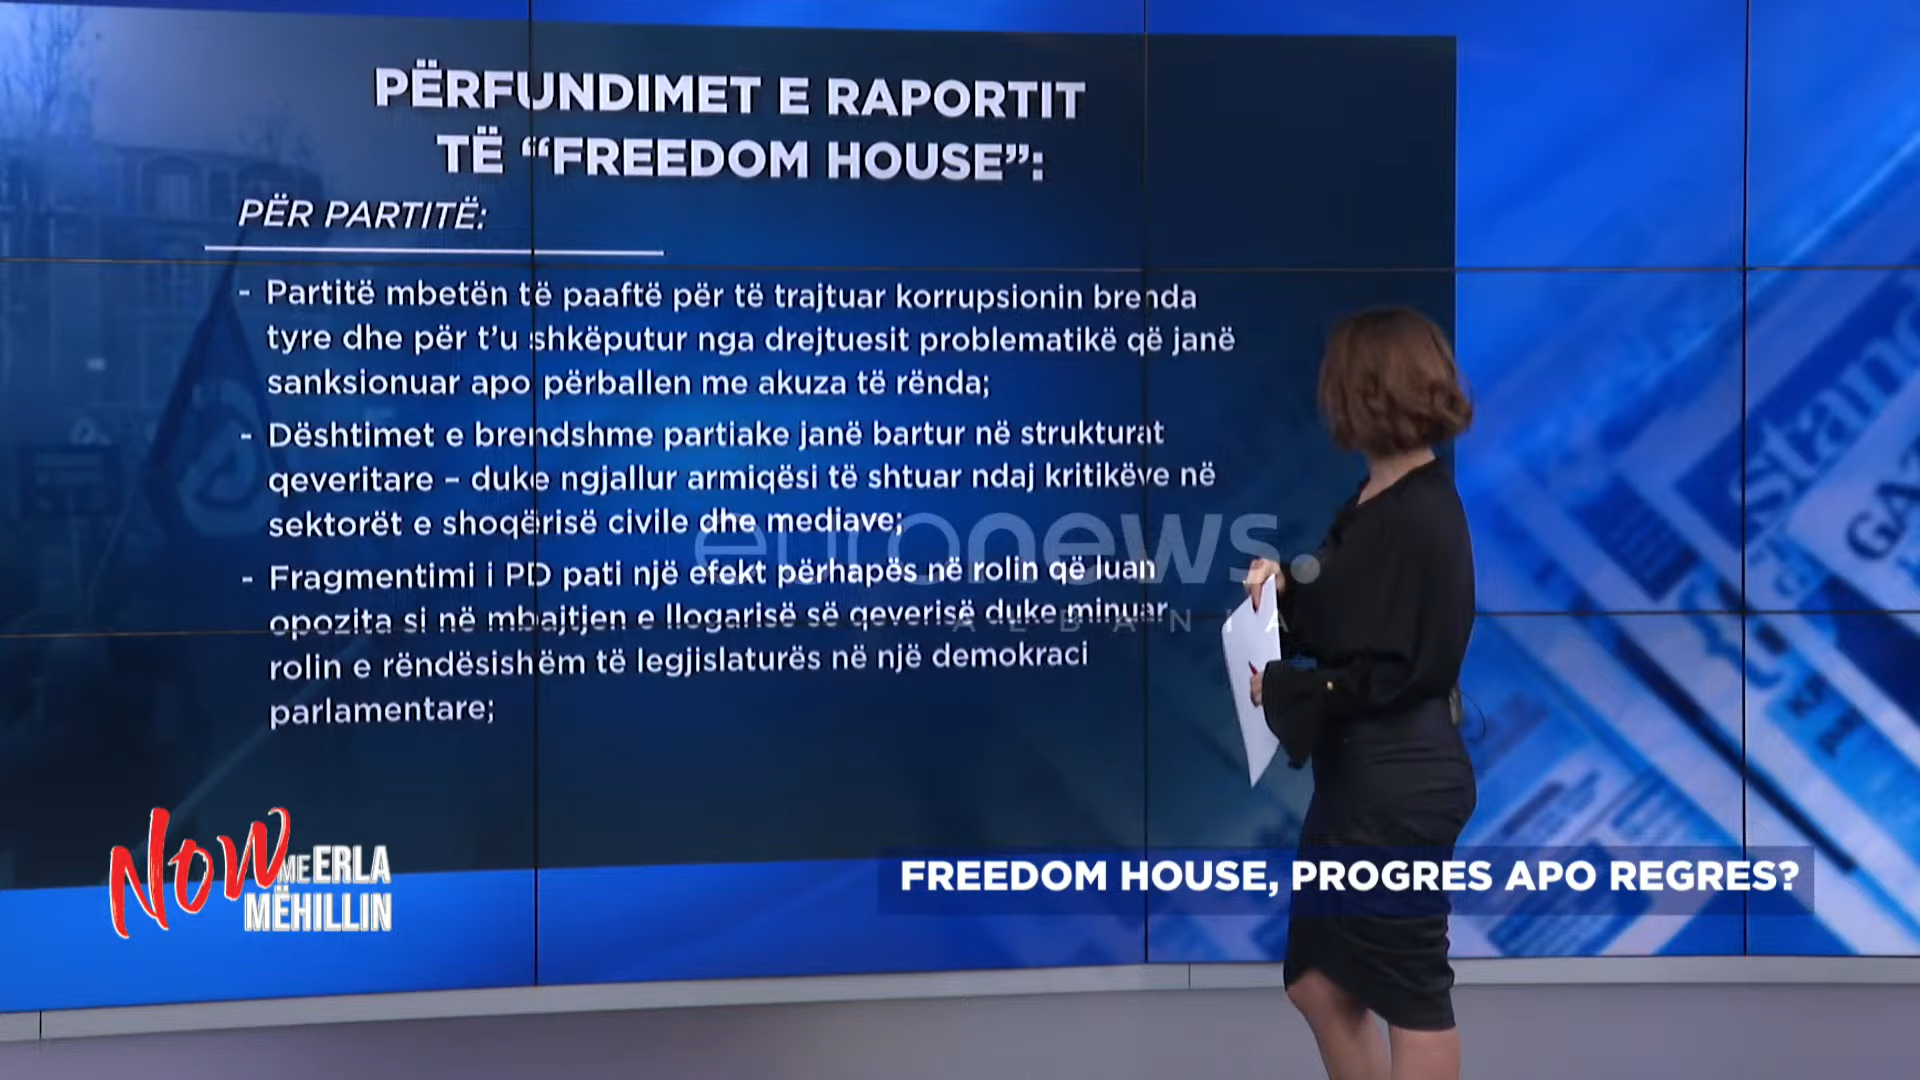 PËRFUNDIMET E RAPORTIT
TË “FREEDOM HOUSE”:
PËR PARTITË:
- Partitë mbetën të paaftë për të trajtuar korrupsionin brenda
tyre dhe për t’u shkëputur nga drejtuesit problematikë që janë
sanksionuar apo përballen me akuza të rënda;
- Dështimet e brendshme partiake janë bartur në strukturat
qeveritare – duke ngjallur armiqësi të shtuar ndaj kritikëve në
sektorët e shoqërisë civile dhe mediave;
- Fragmentimi i PD pati një efekt përhapës në rolin që luan
opozita si në mbajtjen e llogarisë së qeverisë duke minuar
rolin e rëndësishëm të legjislaturës në një demokraci
parlamentare;
euronews.
ALBANIA
NOW ME ERLA
MËHILLIN
FREEDOM HOUSE, PROGRES APO REGRES?